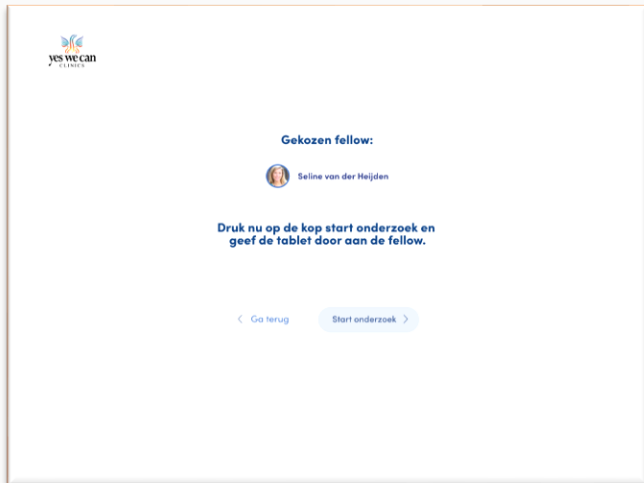 yes we can
CLINICS
Gekozen fellow:
Seline van der Heijden
Druk nu op de kop start onderzoek en
geef de tablet door aan de fellow.
Ga terug
Start onderzoek